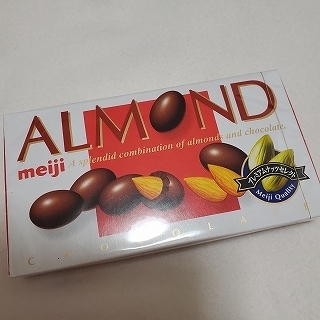 ALMOND
meiji
A splendid combination of almonds and chocolate.
プレミアムナッツセレクト
Meiji Quality
CHOCOLATE